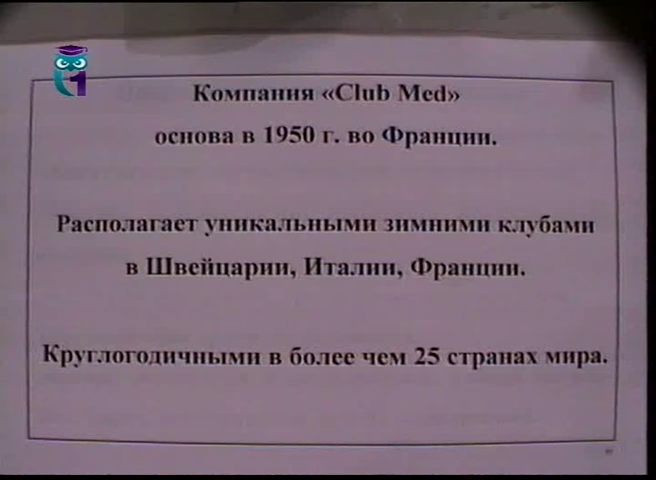 1
Компания «Club Med»
основа в 1950 г. во Франции.
Располагает уникальными зимними клубами
в Швейцарии, Италии, Франции.
Круглогодичными в более чем 25 странах мира.